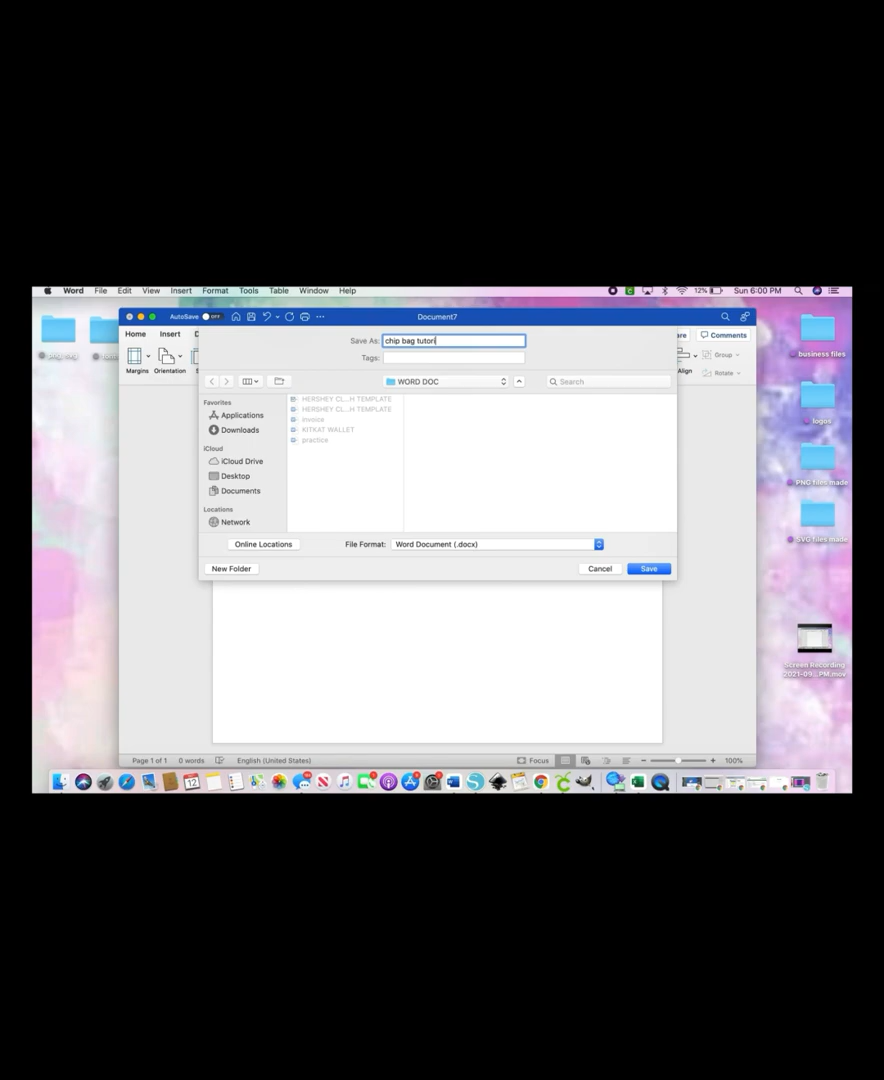 Word File Edit View Insert Format Tools Table Window Help 12% Sun 6:00 PM
AutoSave OFF Document7
Home Insert D Comments
Save As: chip bag tutori
Tags:
Margins Orientation Align Group
Rotate
WORD DOC Search
Favorites
Applications
Downloads
iCloud
iCloud Drive
Desktop
Documents
Locations
Network
HERSHEY CL...H TEMPLATE
HERSHEY CL...H TEMPLATE
invoice
KITKAT WALLET
practice
Online Locations File Format: Word Document (.docx)
New Folder Cancel Save
business files
logos
PNG files made
SVG files made
Screen Recording
2021-09...PM.mov
Page 1 of 1 0 words English (United States) Focus 100%
12